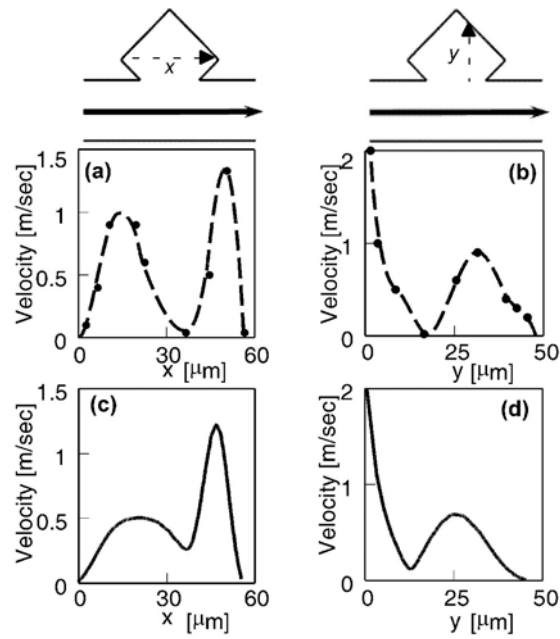 x
y
(a)
Velocity [m/sec]
1.5
1
0.5
0
0
30
60
x [μm]
(b)
Velocity [m/sec]
2
1
0
0
25
50
y [μm]
(c)
Velocity [m/sec]
1.5
1
0.5
0
0
30
60
x [μm]
(d)
Velocity [m/sec]
2
1
0
0
25
50
y [μm]